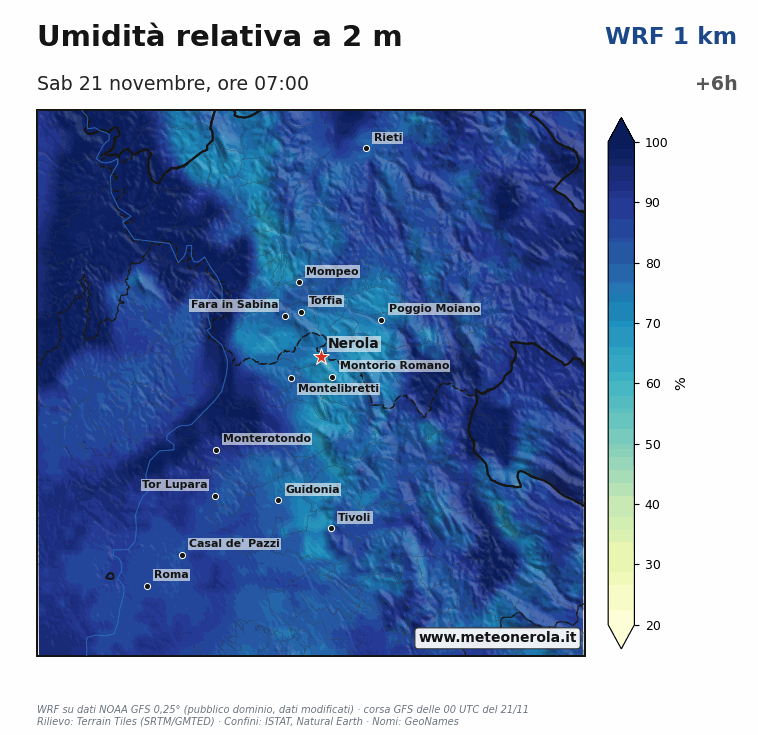 Umidità relativa a 2 m
WRF 1 km
Sab 21 novembre, ore 07:00
+6h
Rieti
Mompeo
Toffia
Fara in Sabina
Poggio Moiano
Nerola
Montorio Romano
Montelibretti
Monterotondo
Tor Lupara
Guidonia
Tivoli
Casal de' Pazzi
Roma
100
90
80
70
60
50
40
30
20
%
www.meteonerola.it
WRF su dati NOAA GFS 0,25° (pubblico dominio, dati modificati) · corsa GFS delle 00 UTC del 21/11
Rilievo: Terrain Tiles (SRTM/GMTED) · Confini: ISTAT, Natural Earth · Nomi: GeoNames